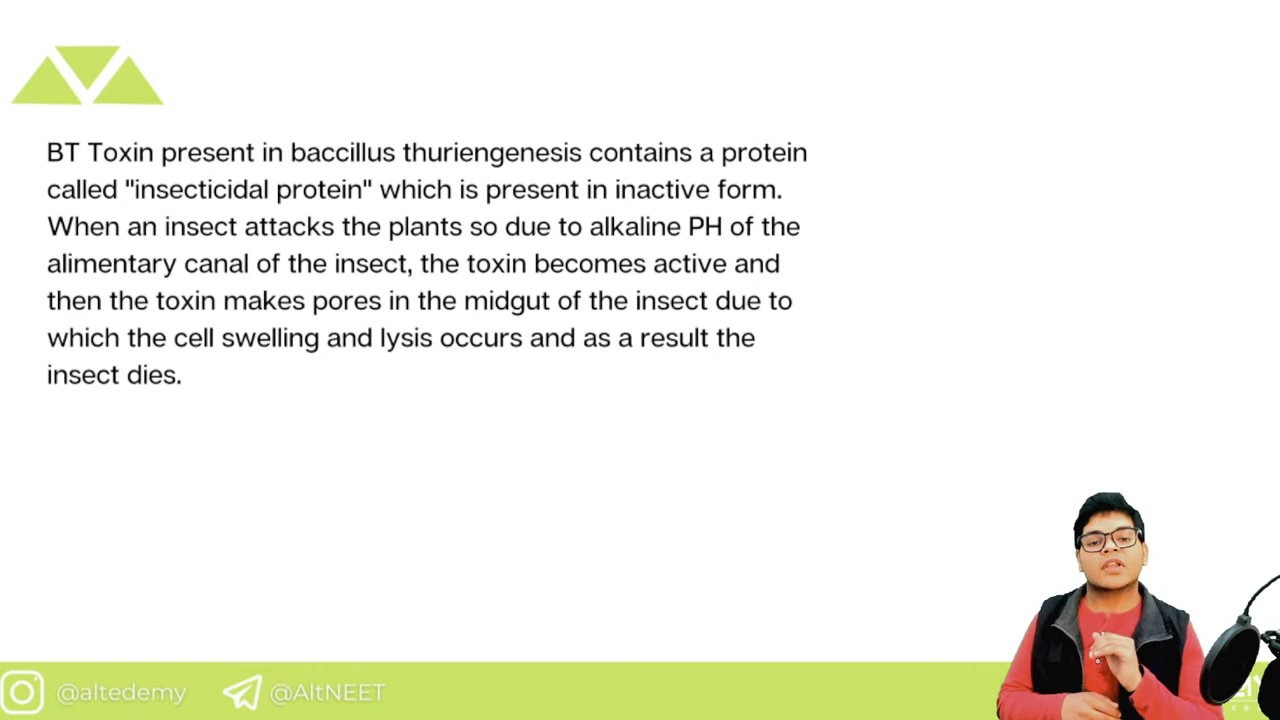 BT Toxin present in baccillus thuriengenesis contains a protein
called "insecticidal protein" which is present in inactive form.
When an insect attacks the plants so due to alkaline PH of the
alimentary canal of the insect, the toxin becomes active and
then the toxin makes pores in the midgut of the insect due to
which the cell swelling and lysis occurs and as a result the
insect dies.
@altedemy @AltNEET